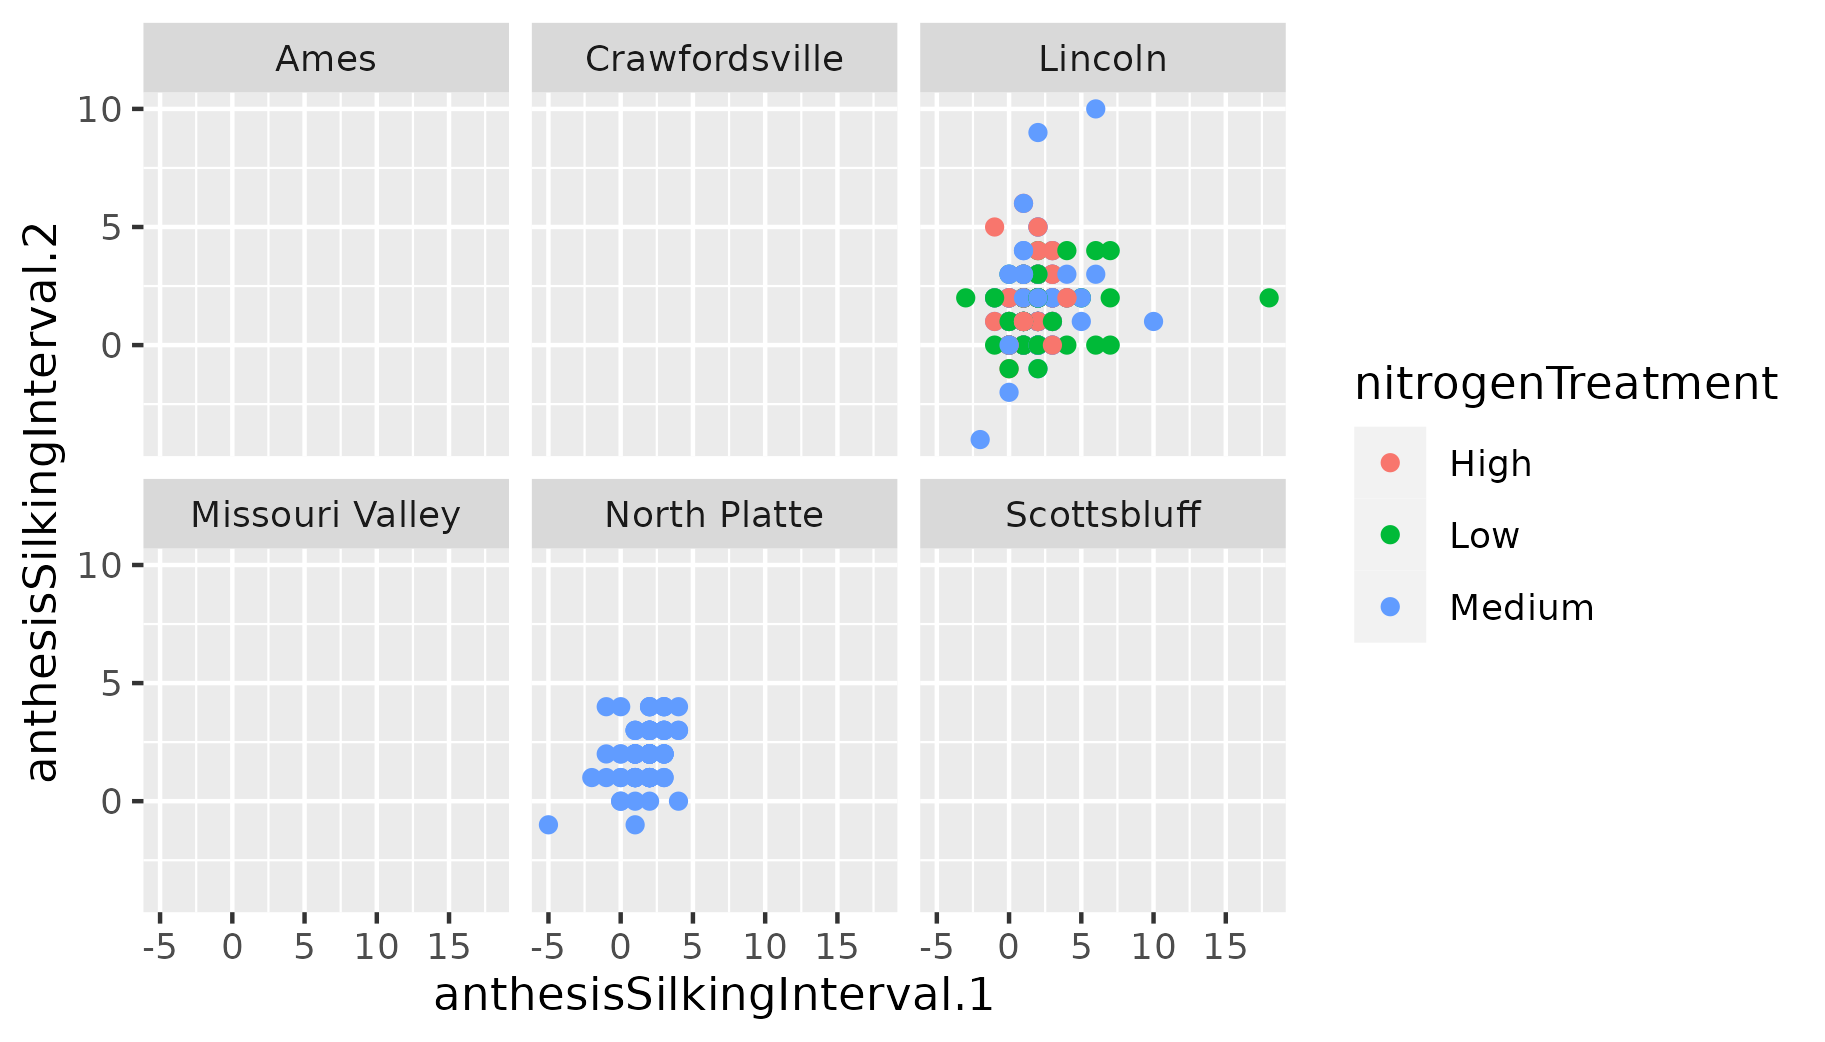 Ames
Crawfordsville
Lincoln
10
5
0
Missouri Valley
North Platte
Scottsbluff
10
5
0
-5 0 5 10 15
-5 0 5 10 15
-5 0 5 10 15
anthesisSilkingInterval.1
anthesisSilkingInterval.2
nitrogenTreatment
High
Low
Medium